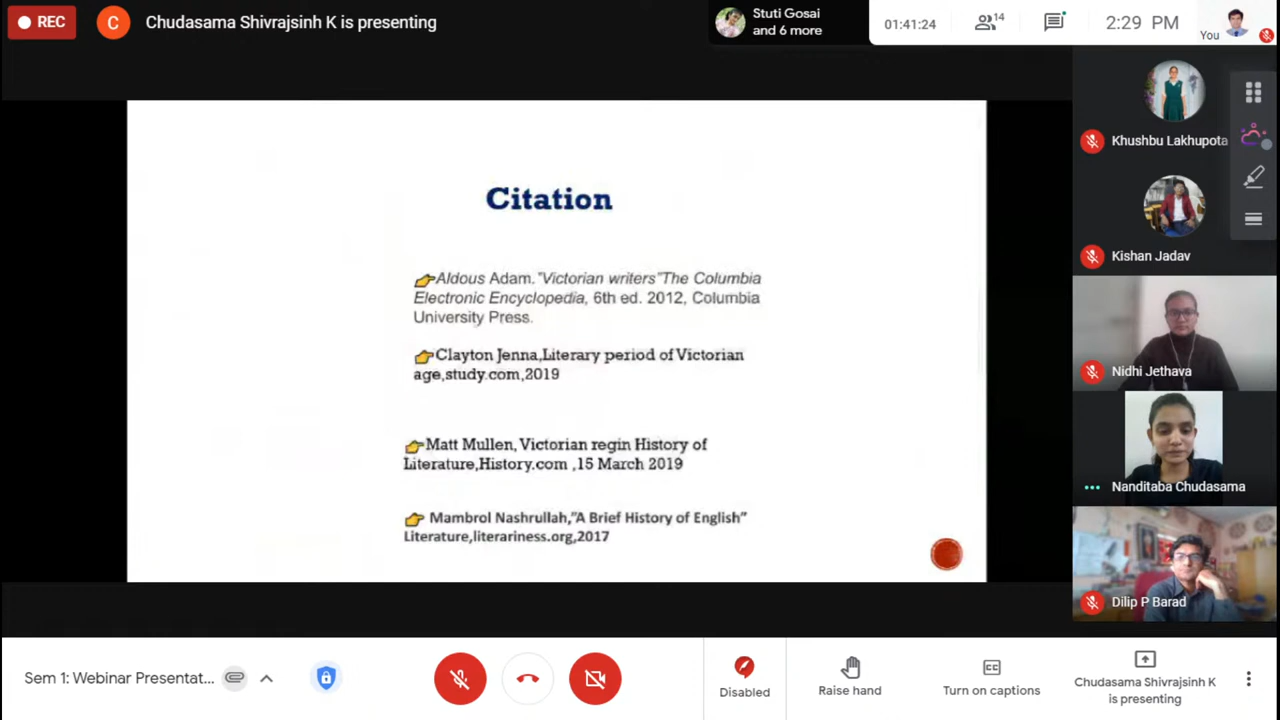 REC
C
Chudasama Shivrajsinh K is presenting
Stuti Gosai
and 6 more
01:41:24
14
2:29 PM
You
Citation
Aldous Adam."Victorian writers"The Columbia
Electronic Encyclopedia, 6th ed. 2012, Columbia
University Press.
Clayton Jenna,Literary period of Victorian
age,study.com,2019
Matt Mullen, Victorian regin History of
Literature,History.com ,15 March 2019
Mambrol Nashrullah,"A Brief History of English"
Literature,literariness.org,2017
Khushbu Lakhupota
Kishan Jadav
Nidhi Jethava
Nanditaba Chudasama
Dilip P Barad
Sem 1: Webinar Presentat...
Disabled
Raise hand
CC
Turn on captions
Chudasama Shivrajsinh K
is presenting